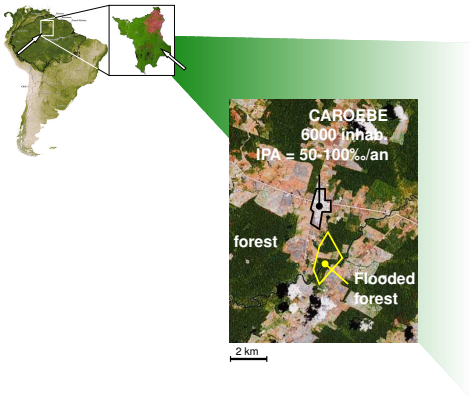 CAROEBE
6000 inhab.
IPA = 50-100‰/an
forest
Flooded
forest
2 km